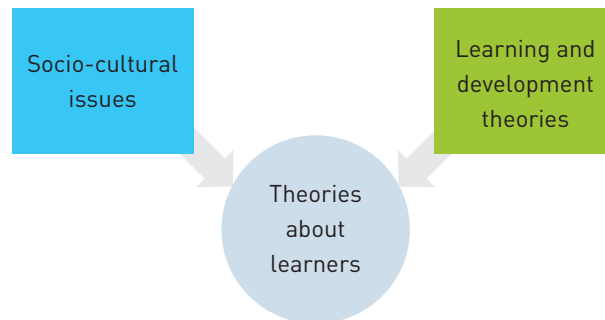 Socio-cultural
issues
Learning and
development
theories
Theories
about
learners